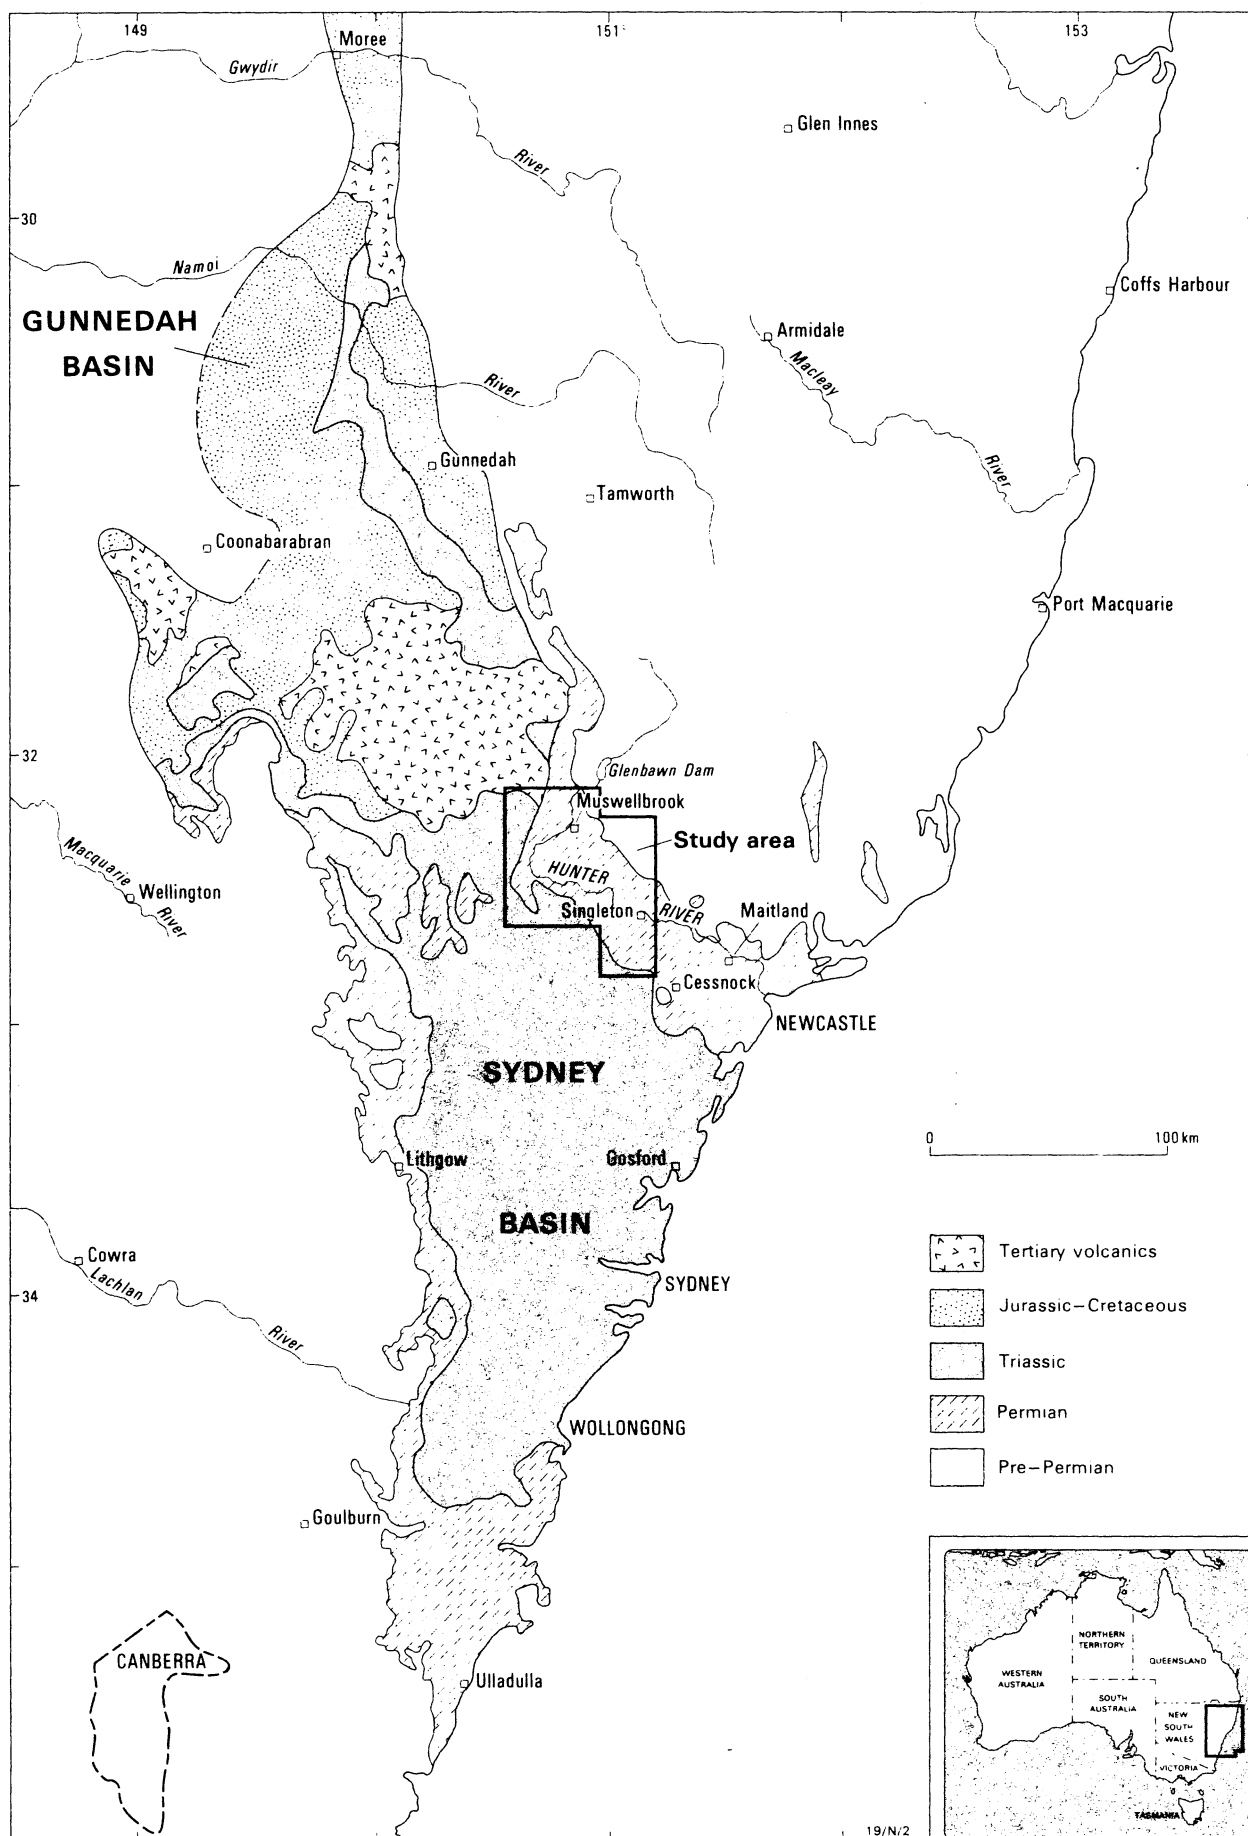 149
151
153
Moree
Gwydir
River
Glen Innes
30
Namoi
River
Coffs Harbour
GUNNEDAH
BASIN
Armidale
Macleay
River
Gunnedah
Tamworth
Coonabarabran
Port Macquarie
32
Glenbawn Dam
Muswellbrook
Study area
Macquarie
River
Wellington
HUNTER
RIVER
Singleton
Maitland
Cessnock
NEWCASTLE
SYDNEY
BASIN
0
100 km
Lithgow
Gosford
Cowra
Lachlan
River
SYDNEY
34
WOLLONGONG
Goulburn
CANBERRA
Ulladulla
Tertiary volcanics
Jurassic–Cretaceous
Triassic
Permian
Pre–Permian
NORTHERN
TERRITORY
QUEENSLAND
WESTERN
AUSTRALIA
SOUTH
AUSTRALIA
NEW
SOUTH
WALES
VICTORIA
TASMANIA
19/N/2